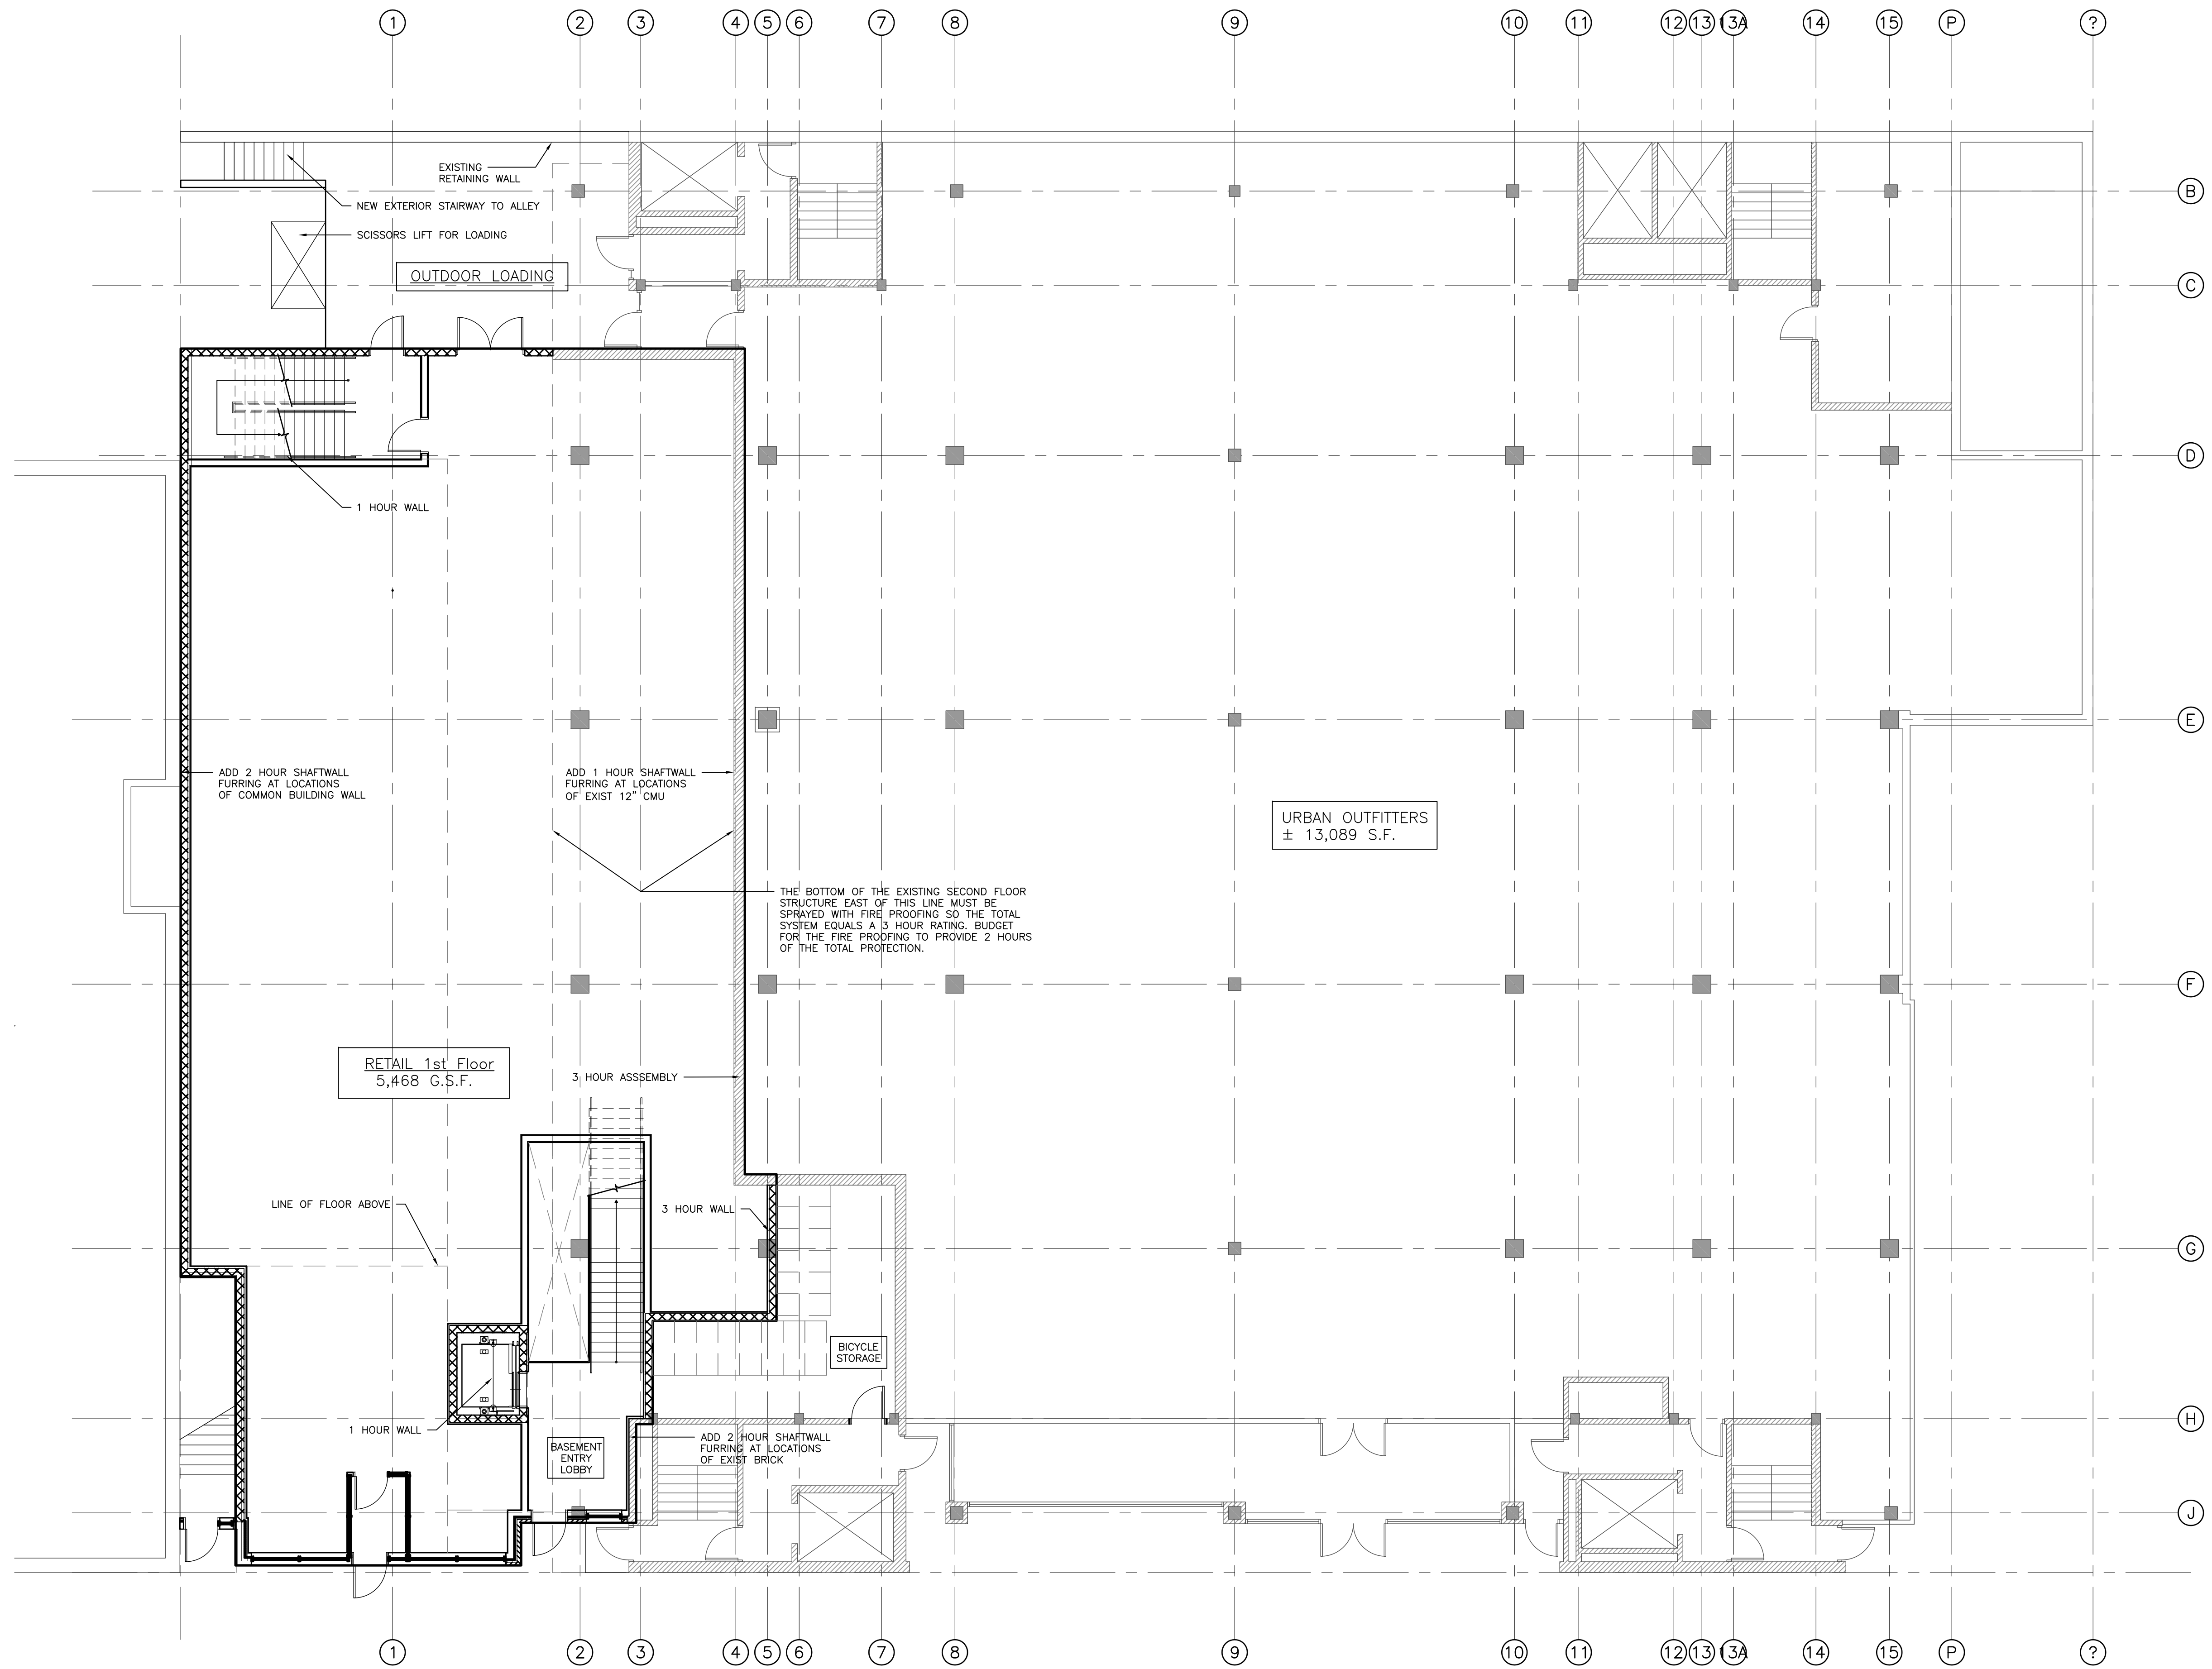 1 2 3 4 5 6 7 8 9 10 11 12 13 13A 14 15 P ?
EXISTING
RETAINING WALL
B
NEW EXTERIOR STAIRWAY TO ALLEY
SCISSORS LIFT FOR LOADING
OUTDOOR LOADING
C
D
1 HOUR WALL
E
ADD 2 HOUR SHAFTWALL
FURRING AT LOCATIONS
OF COMMON BUILDING WALL
ADD 1 HOUR SHAFTWALL
FURRING AT LOCATIONS
OF EXIST 12" CMU
URBAN OUTFITTERS
± 13,089 S.F.
THE BOTTOM OF THE EXISTING SECOND FLOOR
STRUCTURE EAST OF THIS LINE MUST BE
SPRAYED WITH FIRE PROOFING SO THE TOTAL
SYSTEM EQUALS A 3 HOUR RATING. BUDGET
FOR THE FIRE PROOFING TO PROVIDE 2 HOURS
OF THE TOTAL PROTECTION.
F
RETAIL 1st Floor
5,468 G.S.F.
3 HOUR ASSSEMBLY
LINE OF FLOOR ABOVE
3 HOUR WALL
G
BICYCLE
STORAGE
H
1 HOUR WALL
BASEMENT
ENTRY
LOBBY
ADD 2 HOUR SHAFTWALL
FURRING AT LOCATIONS
OF EXIST BRICK
J
1 2 3 4 5 6 7 8 9 10 11 12 13 13A 14 15 P ?